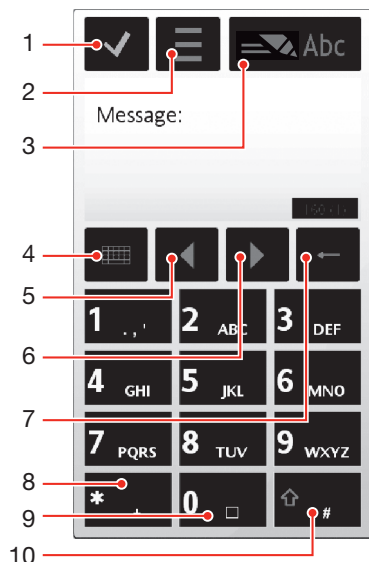 1
2
3
Abc
Message:
4
5
6
7
1 . , '
2 ABC
3 DEF
4 GHI
5 JKL
6 MNO
7 PQRS
8 TUV
9 WXYZ
8
* +
0
#
9
10